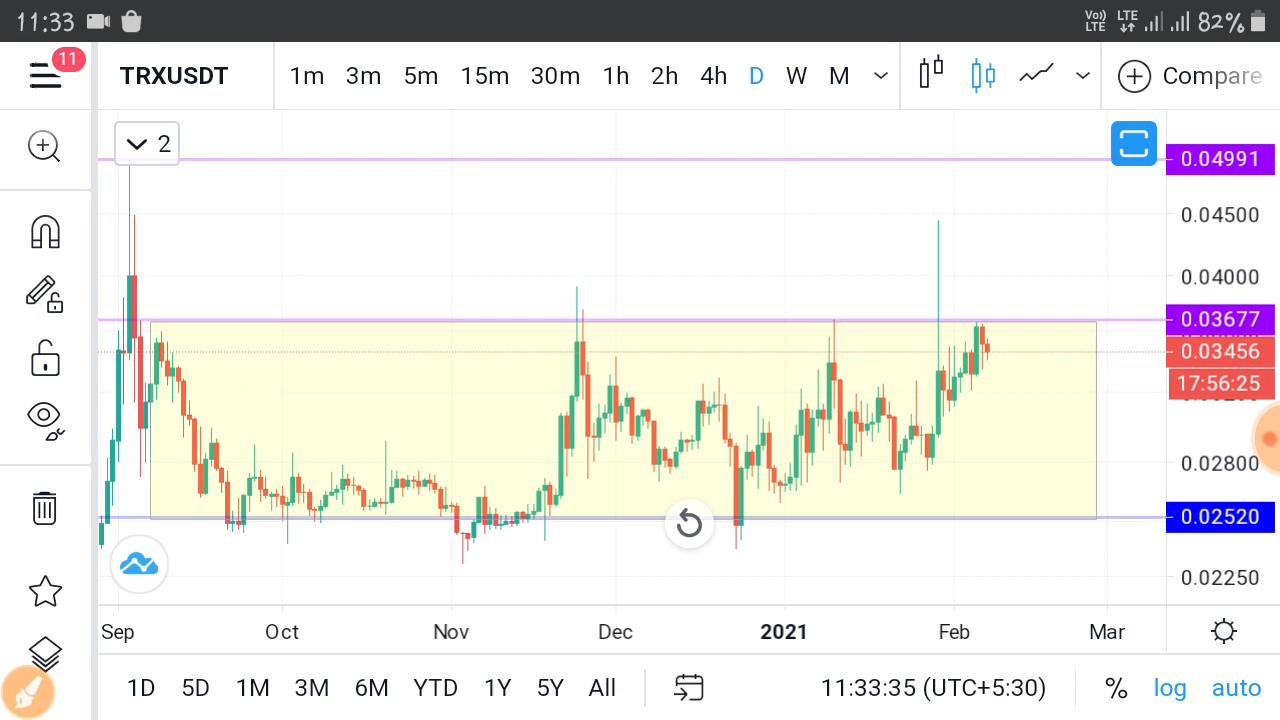 11:33 Vo)) LTE LTE 82%
11 TRXUSDT 1m 3m 5m 15m 30m 1h 2h 4h D W M Compare
2
0.04991
0.04500
0.04000
0.03677
0.03456
17:56:25
0.02800
0.02520
0.02250
Sep Oct Nov Dec 2021 Feb Mar
1D 5D 1M 3M 6M YTD 1Y 5Y All 11:33:35 (UTC+5:30) % log auto